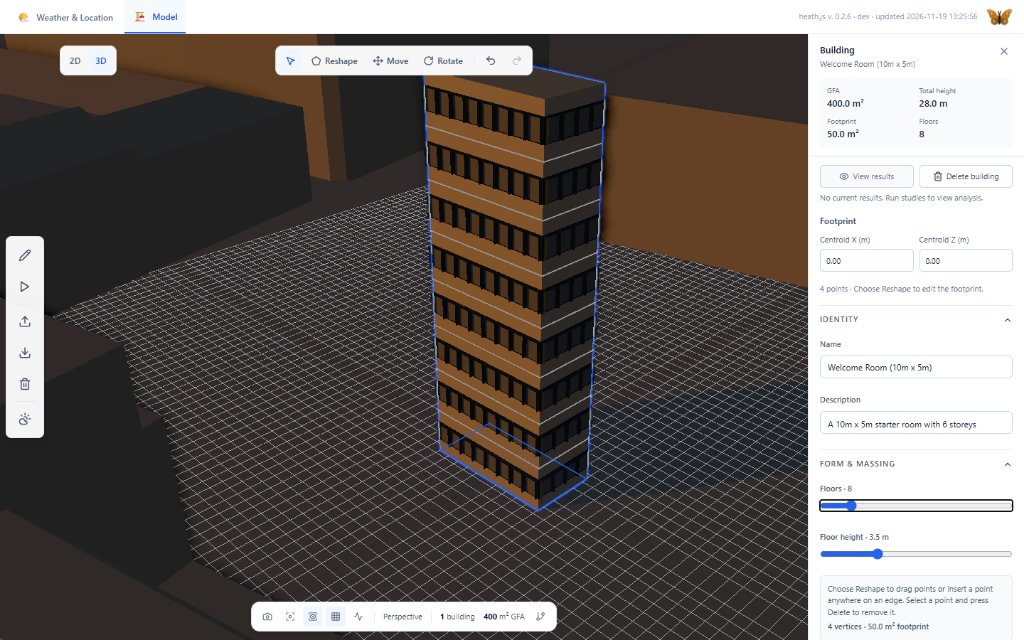 Weather & Location
Model
heath.js v. 0.2.6 · dev · updated 2026-11-19 13:25:56
2D
3D
Reshape
Move
Rotate
Building
Welcome Room (10m x 5m)
GFA
Total height
400.0 m²
28.0 m
Footprint
Floors
50.0 m²
8
View results
Delete building
No current results. Run studies to view analysis.
Footprint
Centroid X (m)
Centroid Z (m)
0.00
0.00
4 points · Choose Reshape to edit the footprint.
IDENTITY
Name
Welcome Room (10m x 5m)
Description
A 10m x 5m starter room with 6 storeys
FORM & MASSING
Floors · 8
Floor height · 3.5 m
Choose Reshape to drag points or insert a point
anywhere on an edge. Select a point and press
Delete to remove it.
4 vertices · 50.0 m² footprint
Perspective
1 building
400 m² GFA